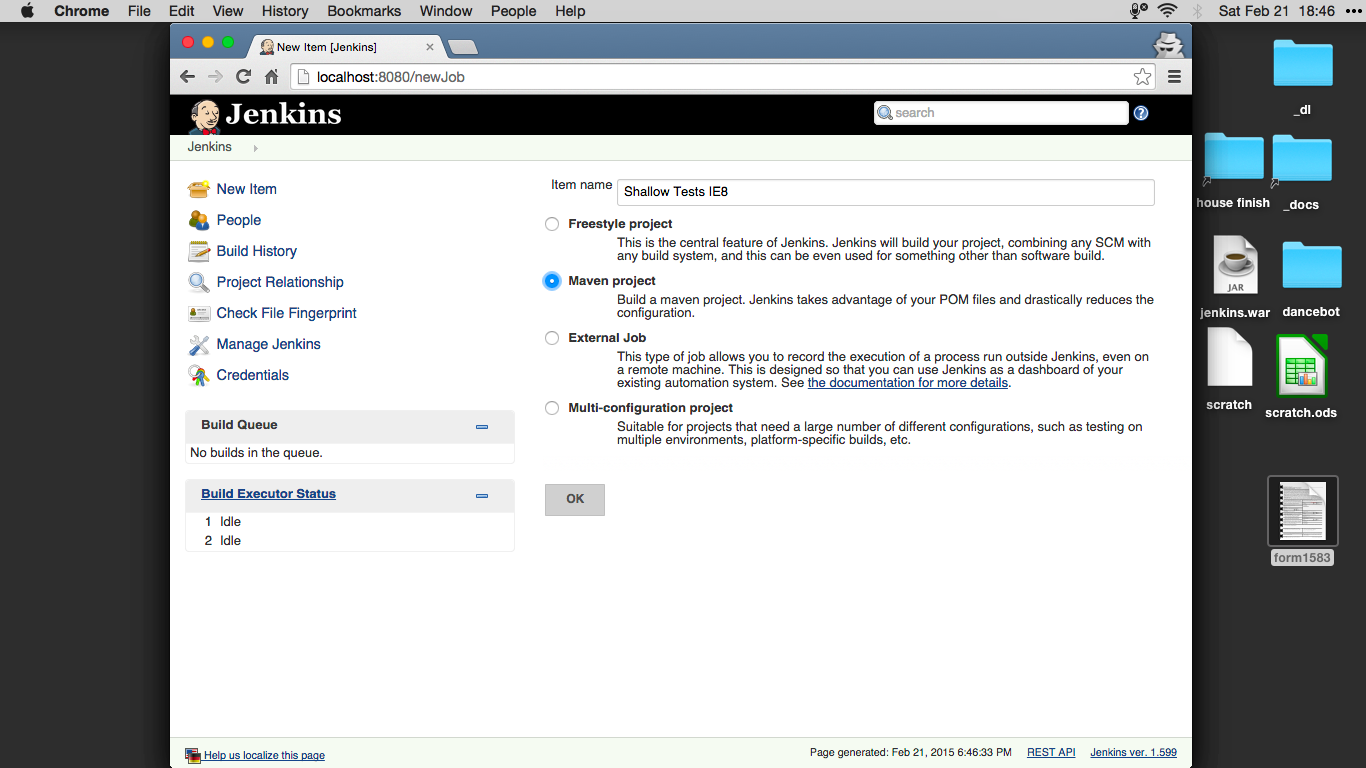 Chrome File Edit View History Bookmarks Window People Help Sat Feb 21 18:46
New Item [Jenkins]
localhost:8080/newJob
Jenkins
search
Jenkins
New Item
People
Build History
Project Relationship
Check File Fingerprint
Manage Jenkins
Credentials
Build Queue
No builds in the queue.
Build Executor Status
1 Idle
2 Idle
Item name
Shallow Tests IE8
Freestyle project
This is the central feature of Jenkins. Jenkins will build your project, combining any SCM with
any build system, and this can be even used for something other than software build.
Maven project
Build a maven project. Jenkins takes advantage of your POM files and drastically reduces the
configuration.
External Job
This type of job allows you to record the execution of a process run outside Jenkins, even on
a remote machine. This is designed so that you can use Jenkins as a dashboard of your
existing automation system. See the documentation for more details.
Multi-configuration project
Suitable for projects that need a large number of different configurations, such as testing on
multiple environments, platform-specific builds, etc.
OK
Help us localize this page
Page generated: Feb 21, 2015 6:46:33 PM REST API Jenkins ver. 1.599
_dl
house finish
_docs
JAR
jenkins.war
dancebot
scratch
scratch.ods
form1583